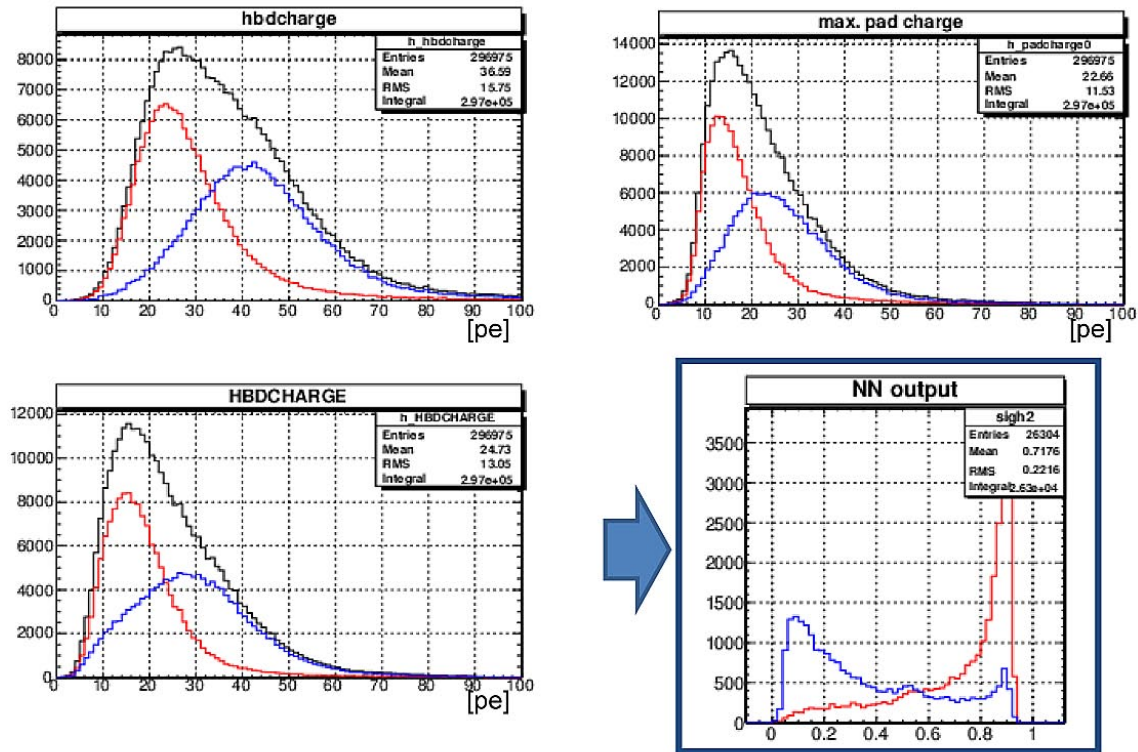 hbdcharge
h_hbdcharge
Entries 296975
Mean 36.59
RMS 15.75
Integral 2.97e+05
8000
7000
6000
5000
4000
3000
2000
1000
0
0 10 20 30 40 50 60 70 80 90 100
[pe]
max. pad charge
h_padcharge0
Entries 296975
Mean 22.66
RMS 11.53
Integral 2.97e+05
14000
12000
10000
8000
6000
4000
2000
0
0 10 20 30 40 50 60 70 80 90 100
[pe]
HBDCHARGE
h_HBDCHARGE
Entries 296975
Mean 24.73
RMS 13.05
Integral 2.97e+05
12000
10000
8000
6000
4000
2000
0
0 10 20 30 40 50 60 70 80 90 100
[pe]
NN output
sigh2
Entries 26304
Mean 0.7176
RMS 0.2216
Integral 2.63e+04
3500
3000
2500
2000
1500
1000
500
0
0 0.2 0.4 0.6 0.8 1